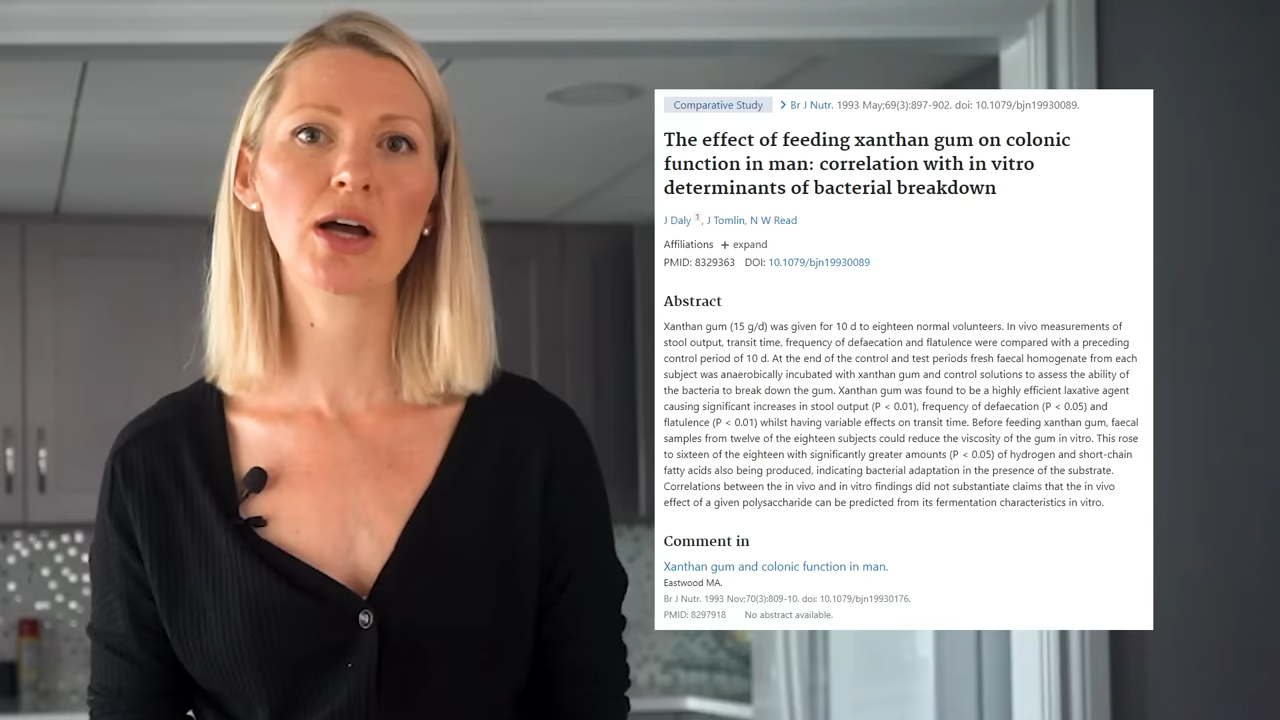 Comparative Study > Br J Nutr. 1993 May;69(3):897-902. doi: 10.1079/bjn19930089.
The effect of feeding xanthan gum on colonic
function in man: correlation with in vitro
determinants of bacterial breakdown
J Daly 1, J Tomlin, N W Read
Affiliations + expand
PMID: 8329363 DOI: 10.1079/bjn19930089
Abstract
Xanthan gum (15 g/d) was given for 10 d to eighteen normal volunteers. In vivo measurements of
stool output, transit time, frequency of defaecation and flatulence were compared with a preceding
control period of 10 d. At the end of the control and test periods fresh faecal homogenate from each
subject was anaerobically incubated with xanthan gum and control solutions to assess the ability of
the bacteria to break down the gum. Xanthan gum was found to be a highly efficient laxative agent
causing significant increases in stool output (P < 0.01), frequency of defaecation (P < 0.05) and
flatulence (P < 0.01) whilst having variable effects on transit time. Before feeding xanthan gum, faecal
samples from twelve of the eighteen subjects could reduce the viscosity of the gum in vitro. This rose
to sixteen of the eighteen with significantly greater amounts (P < 0.05) of hydrogen and short-chain
fatty acids also being produced, indicating bacterial adaptation in the presence of the substrate.
Correlations between the in vivo and in vitro findings did not substantiate claims that the in vivo
effect of a given polysaccharide can be predicted from its fermentation characteristics in vitro.
Comment in
Xanthan gum and colonic function in man.
Eastwood MA.
Br J Nutr. 1993 Nov;70(3):809-10. doi: 10.1079/bjn19930176.
PMID: 8297918 No abstract available.